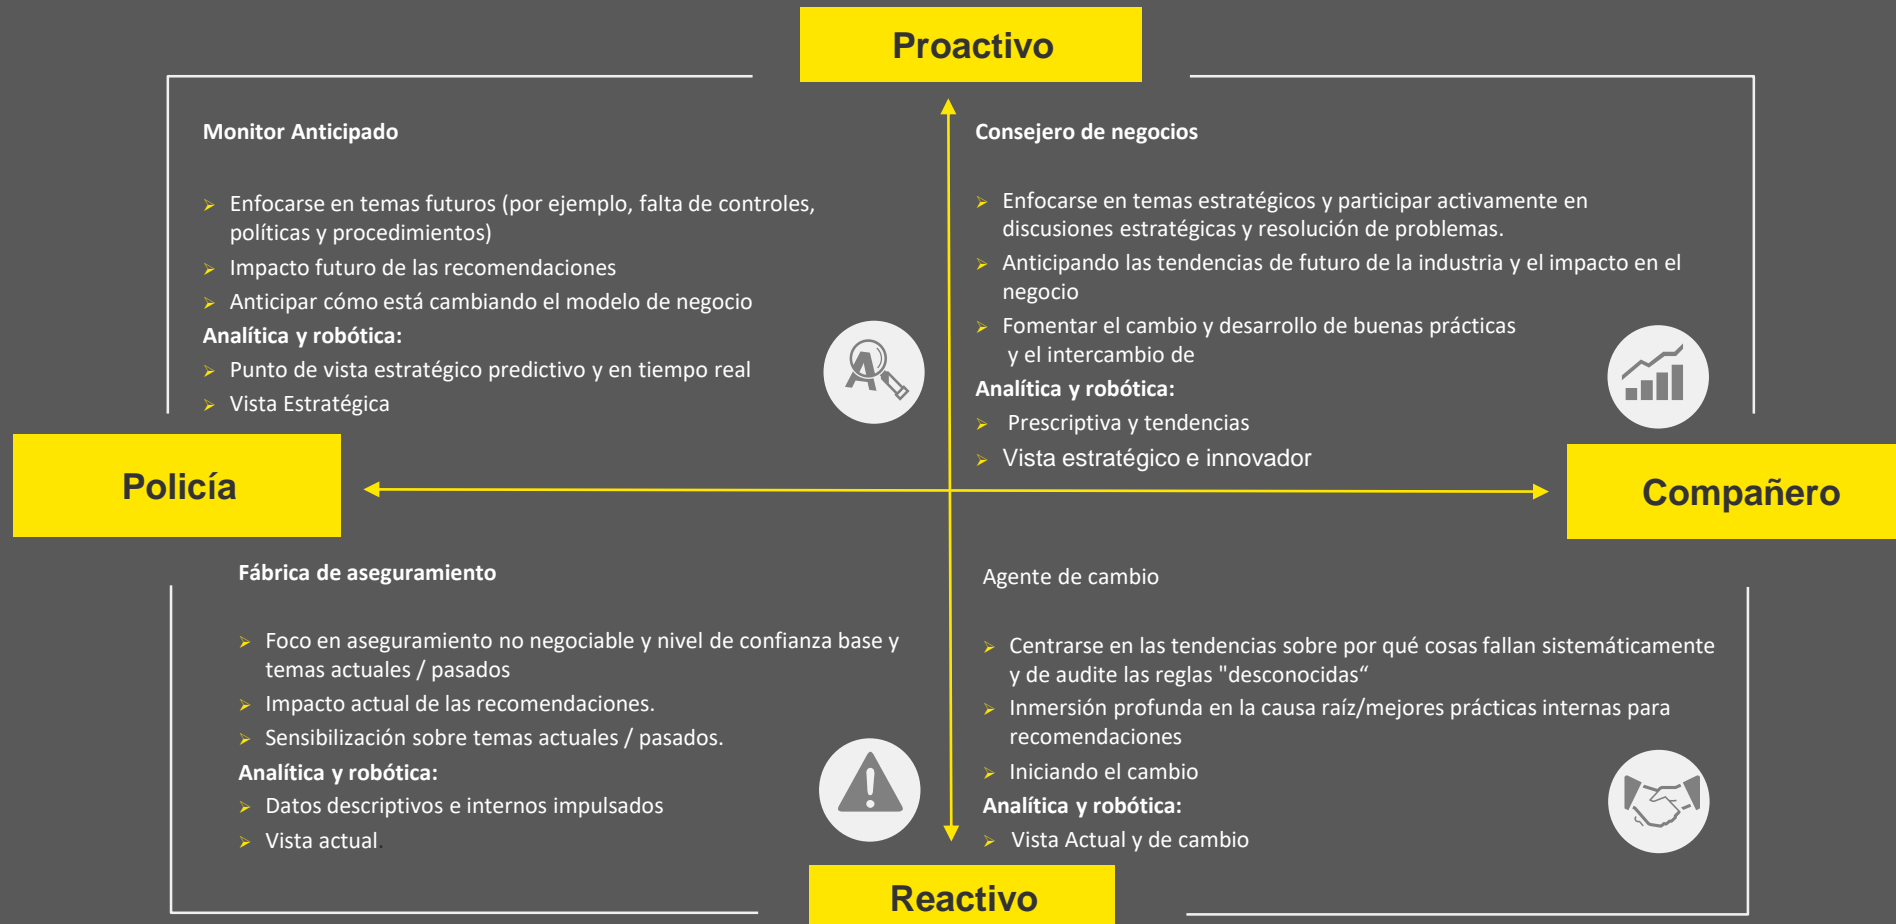 Proactivo
Monitor Anticipado
Enfocarse en temas futuros (por ejemplo, falta de controles,
políticas y procedimientos)
Impacto futuro de las recomendaciones
Anticipar cómo está cambiando el modelo de negocio
Analítica y robótica:
Punto de vista estratégico predictivo y en tiempo real
Vista Estratégica
Consejero de negocios
Enfocarse en temas estratégicos y participar activamente en
discusiones estratégicas y resolución de problemas.
Anticipando las tendencias de futuro de la industria y el impacto en el
negocio
Fomentar el cambio y desarrollo de buenas prácticas
y el intercambio de
Analítica y robótica:
Prescriptiva y tendencias
Vista estratégico e innovador
Policía
Compañero
Fábrica de aseguramiento
Foco en aseguramiento no negociable y nivel de confianza base y
temas actuales / pasados
Impacto actual de las recomendaciones.
Sensibilización sobre temas actuales / pasados.
Analítica y robótica:
Datos descriptivos e internos impulsados
Vista actual.
Agente de cambio
Centrarse en las tendencias sobre por qué cosas fallan sistemáticamente
y de audite las reglas "desconocidas“
Inmersión profunda en la causa raíz/mejores prácticas internas para
recomendaciones
Iniciando el cambio
Analítica y robótica:
Vista Actual y de cambio
Reactivo